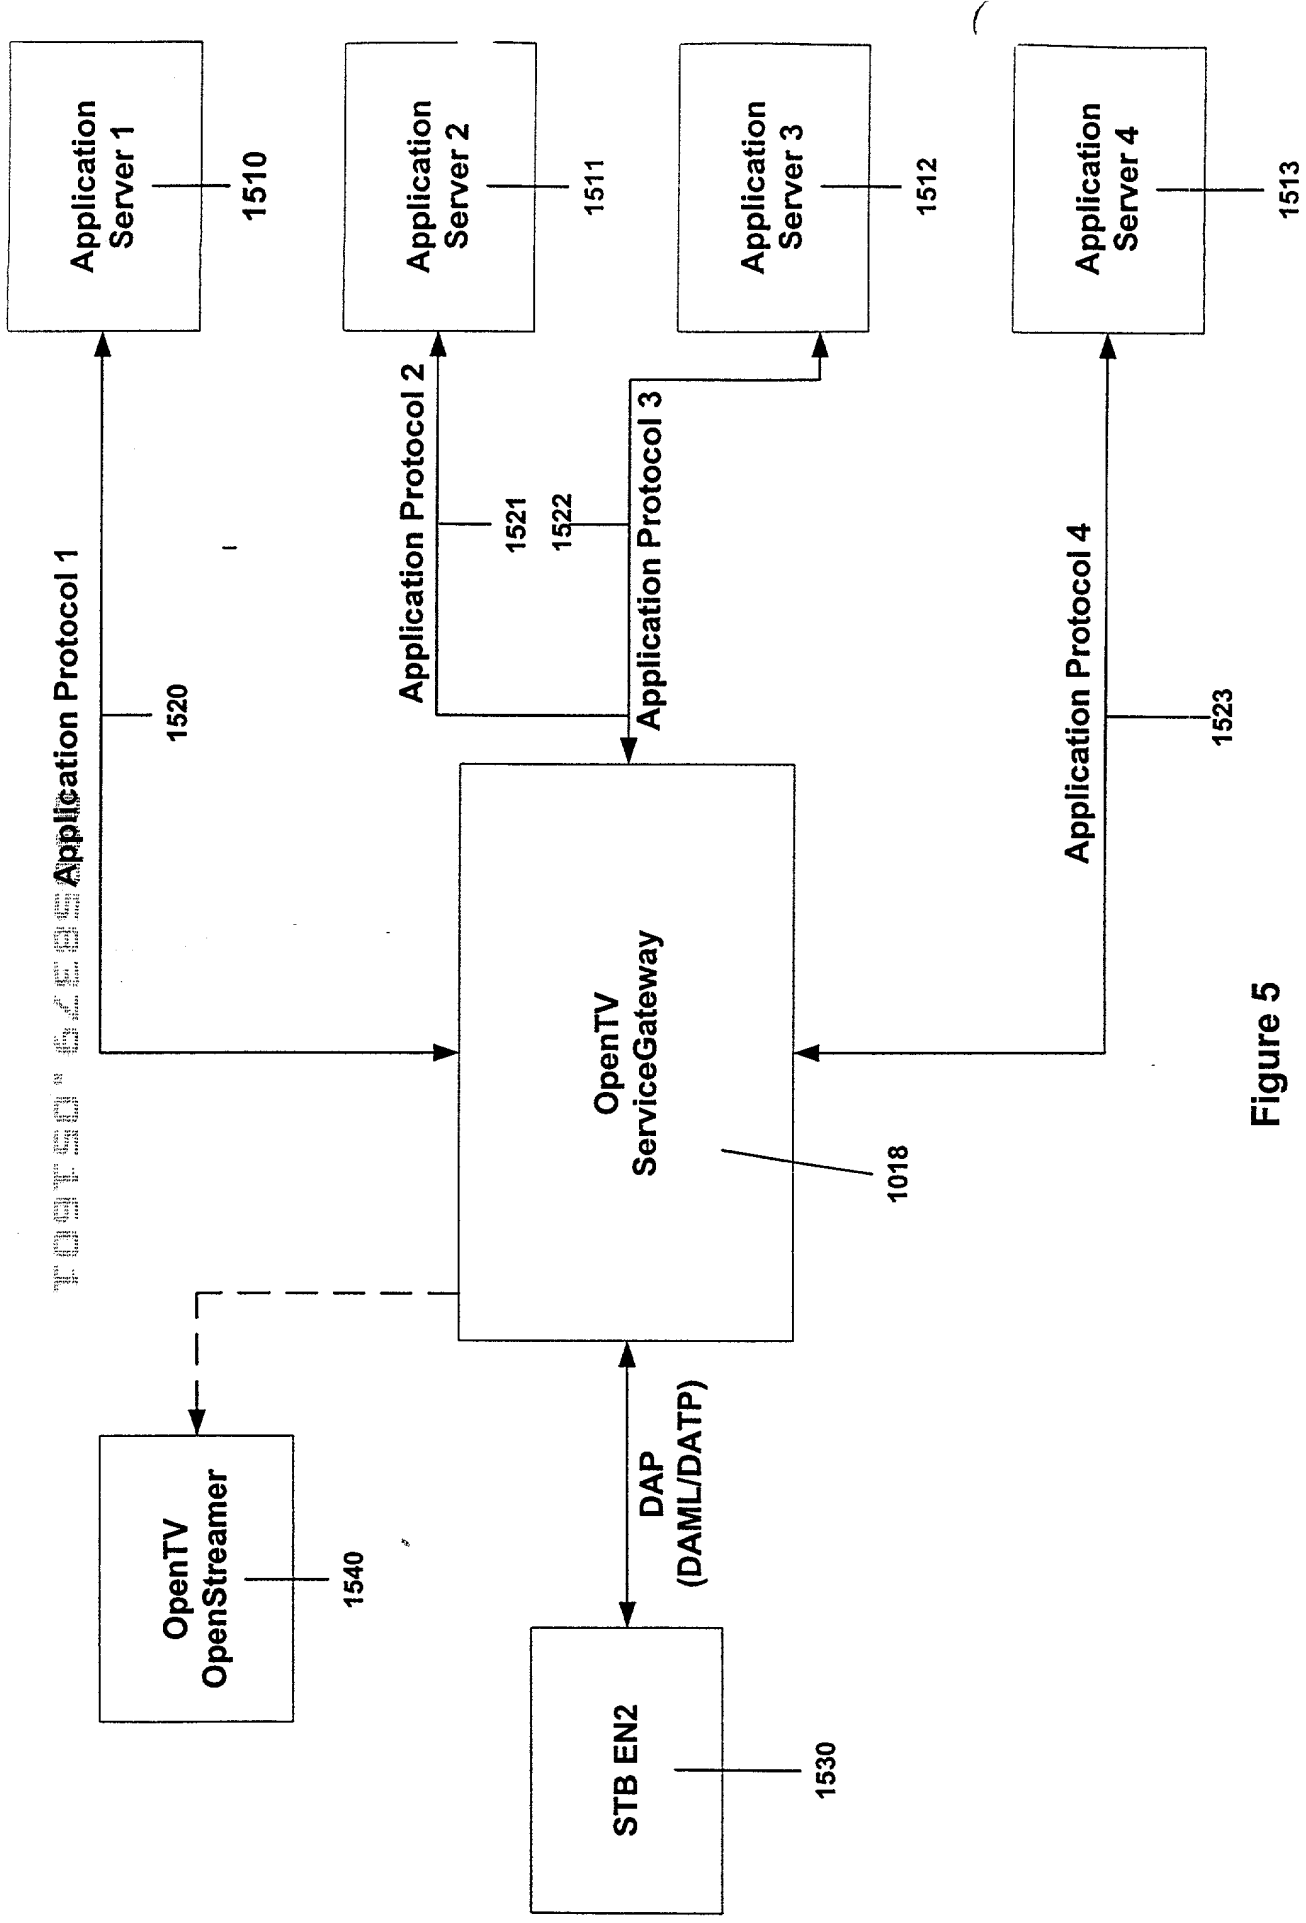 Application
Server 1
1510
Application
Server 2
1511
Application
Server 3
1512
Application
Server 4
1513
Application Protocol 1
1520
Application Protocol 2
1521
1522
Application Protocol 3
Application Protocol 4
1523
OpenTV
ServiceGateway
1018
OpenTV
OpenStreamer
1540
DAP
(DAML/DATP)
STB EN2
1530
Figure 5